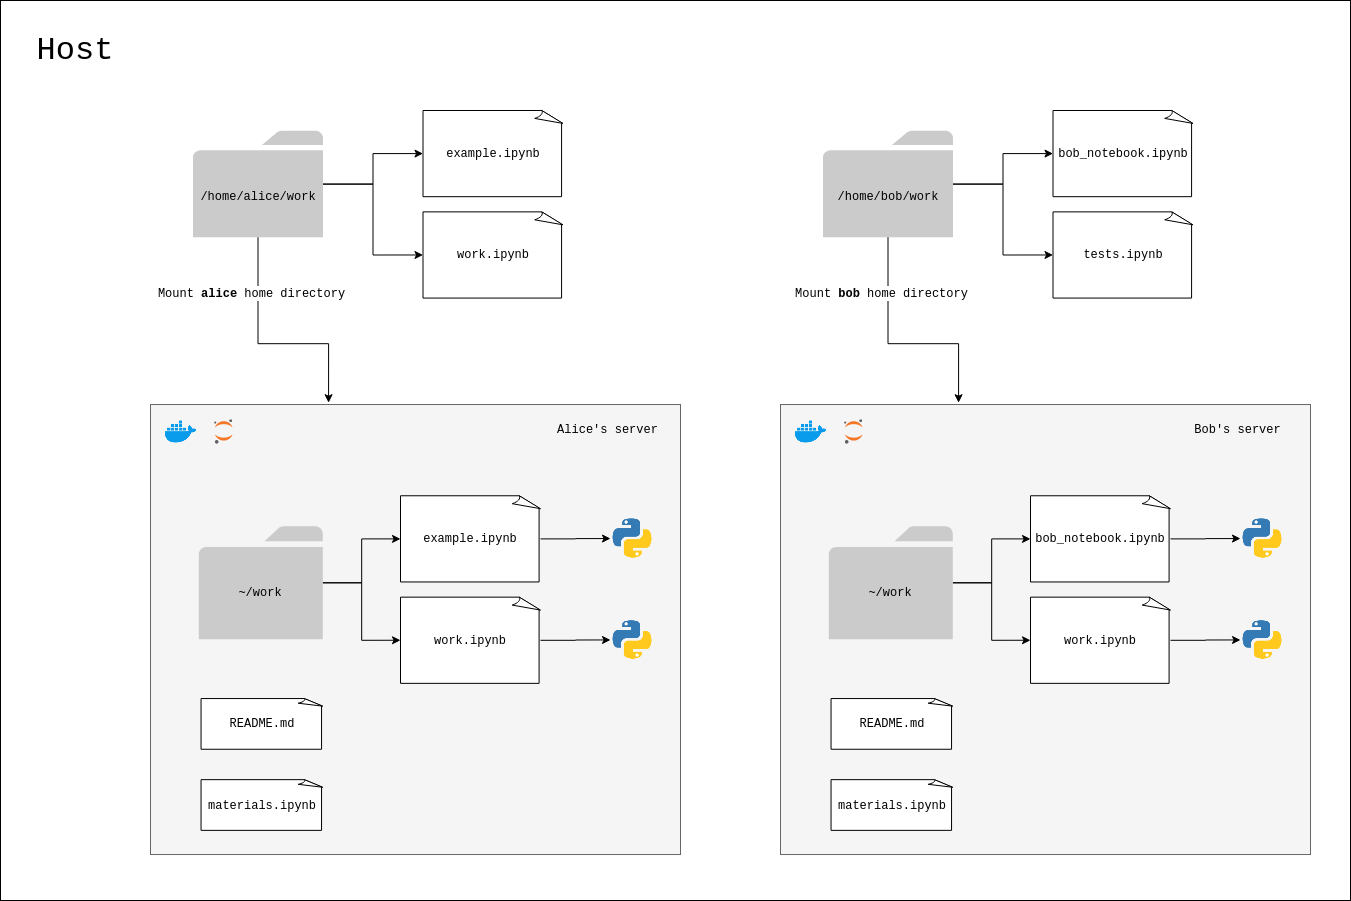 Host
/home/alice/work
example.ipynb
work.ipynb
Mount alice home directory
Alice's server
~/work
example.ipynb
work.ipynb
README.md
materials.ipynb
/home/bob/work
bob_notebook.ipynb
tests.ipynb
Mount bob home directory
Bob's server
~/work
bob_notebook.ipynb
work.ipynb
README.md
materials.ipynb